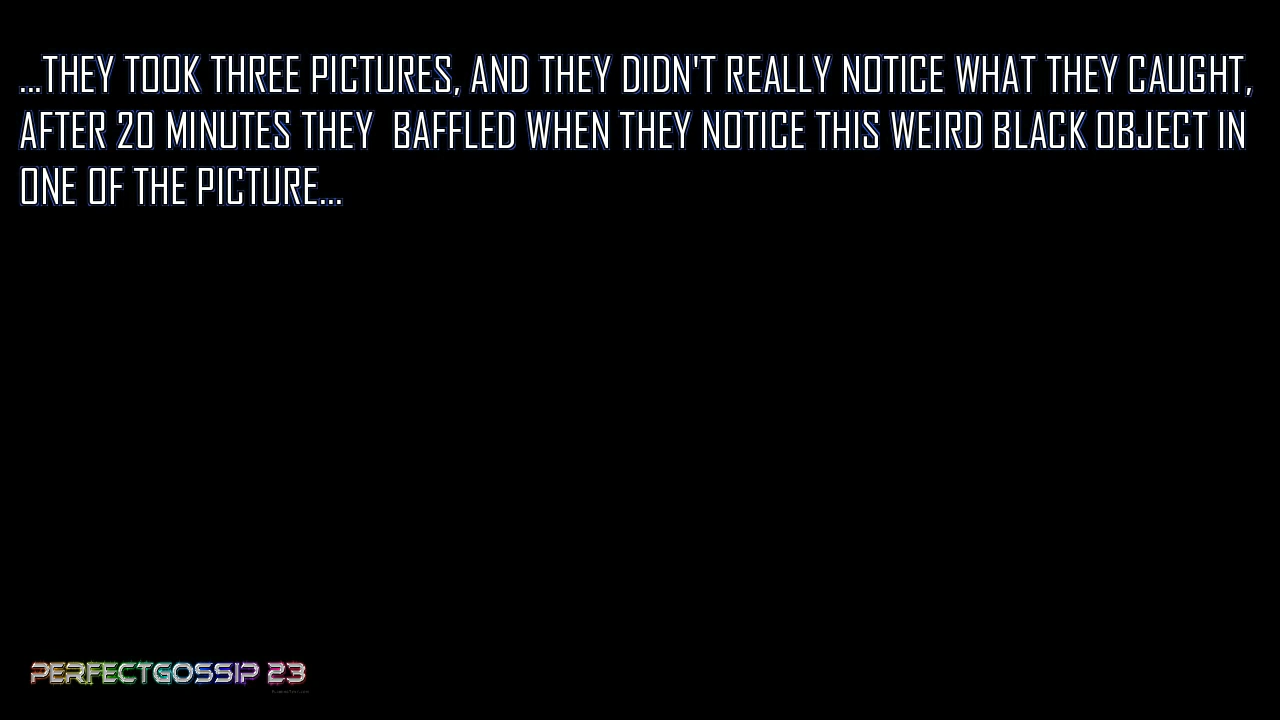 ...THEY TOOK THREE PICTURES, AND THEY DIDN'T REALLY NOTICE WHAT THEY CAUGHT,
AFTER 20 MINUTES THEY  BAFFLED WHEN THEY NOTICE THIS WEIRD BLACK OBJECT IN
ONE OF THE PICTURE...
PERFECTGOSSIP 23